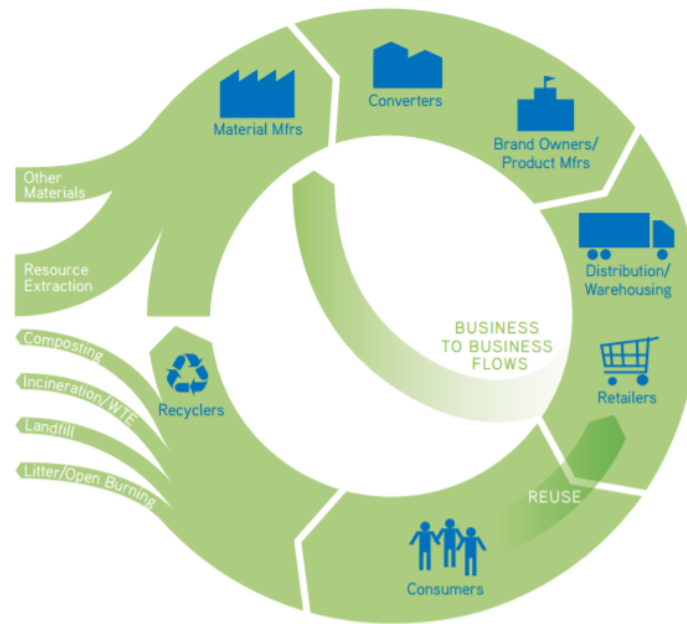 Material Mfrs
Converters
Brand Owners/
Product Mfrs
Other
Materials
Resource
Extraction
Distribution/
Warehousing
BUSINESS
TO BUSINESS
FLOWS
Retailers
Composting
Incineration/WTE
Landfill
Litter/Open Burning
Recyclers
REUSE
Consumers